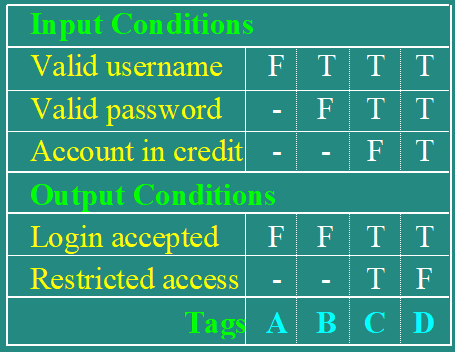 Input Conditions
Valid username F T T T
Valid password - F T T
Account in credit - - F T
Output Conditions
Login accepted F F T T
Restricted access - - T F
Tags A B C D